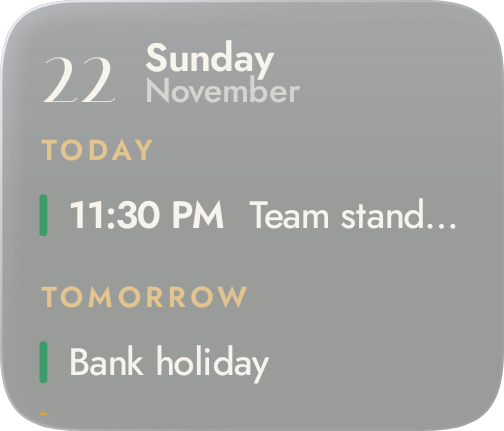 22 Sunday
November
TODAY
11:30 PM Team stand...
TOMORROW
Bank holiday